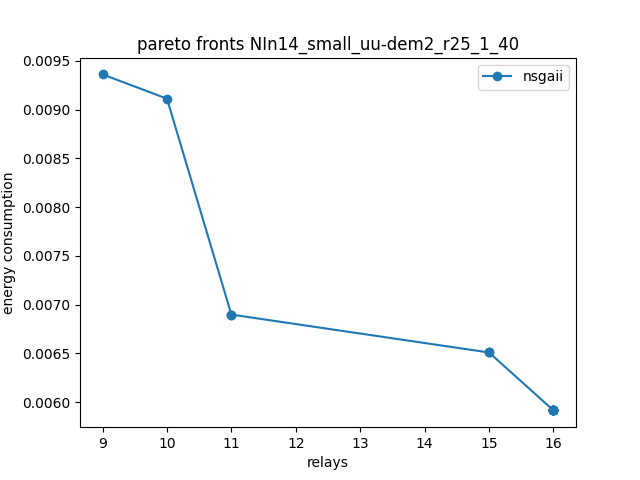 pareto fronts NIn14_small_uu-dem2_r25_1_40
nsgaii
0.0095
0.0090
0.0085
0.0080
0.0075
0.0070
0.0065
0.0060
energy consumption
9 10 11 12 13 14 15 16
relays